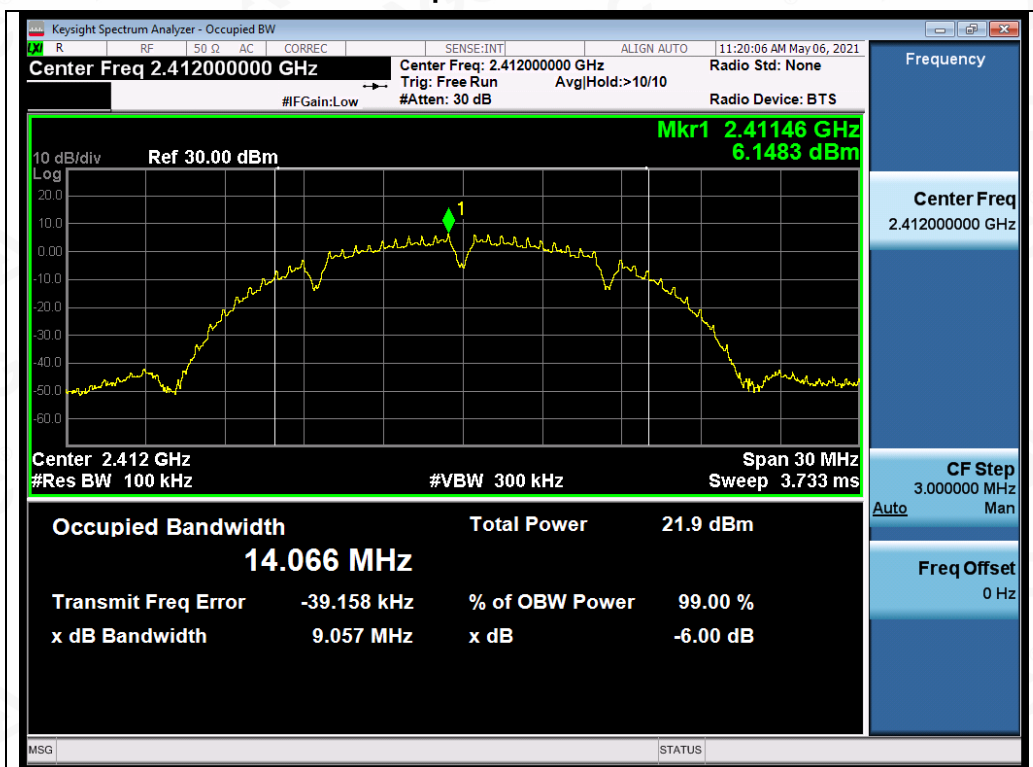 Keysight Spectrum Analyzer - Occupied BW
LXI R RF 50 Ω AC CORREC SENSE:INT ALIGN AUTO 11:20:06 AM May 06, 2021
Center Freq 2.412000000 GHz
Center Freq: 2.412000000 GHz Radio Std: None
Trig: Free Run Avg|Hold:>10/10
#IFGain:Low #Atten: 30 dB Radio Device: BTS
Mkr1 2.41146 GHz
6.1483 dBm
10 dB/div Ref 30.00 dBm
Log
20.0
10.0
0.00
-10.0
-20.0
-30.0
-40.0
-50.0
-60.0
1
Center 2.412 GHz Span 30 MHz
#Res BW 100 kHz #VBW 300 kHz Sweep 3.733 ms
Occupied Bandwidth Total Power 21.9 dBm
14.066 MHz
Transmit Freq Error -39.158 kHz % of OBW Power 99.00 %
x dB Bandwidth 9.057 MHz x dB -6.00 dB
MSG STATUS
Frequency
Center Freq
2.412000000 GHz
CF Step
3.000000 MHz
Auto Man
Freq Offset
0 Hz